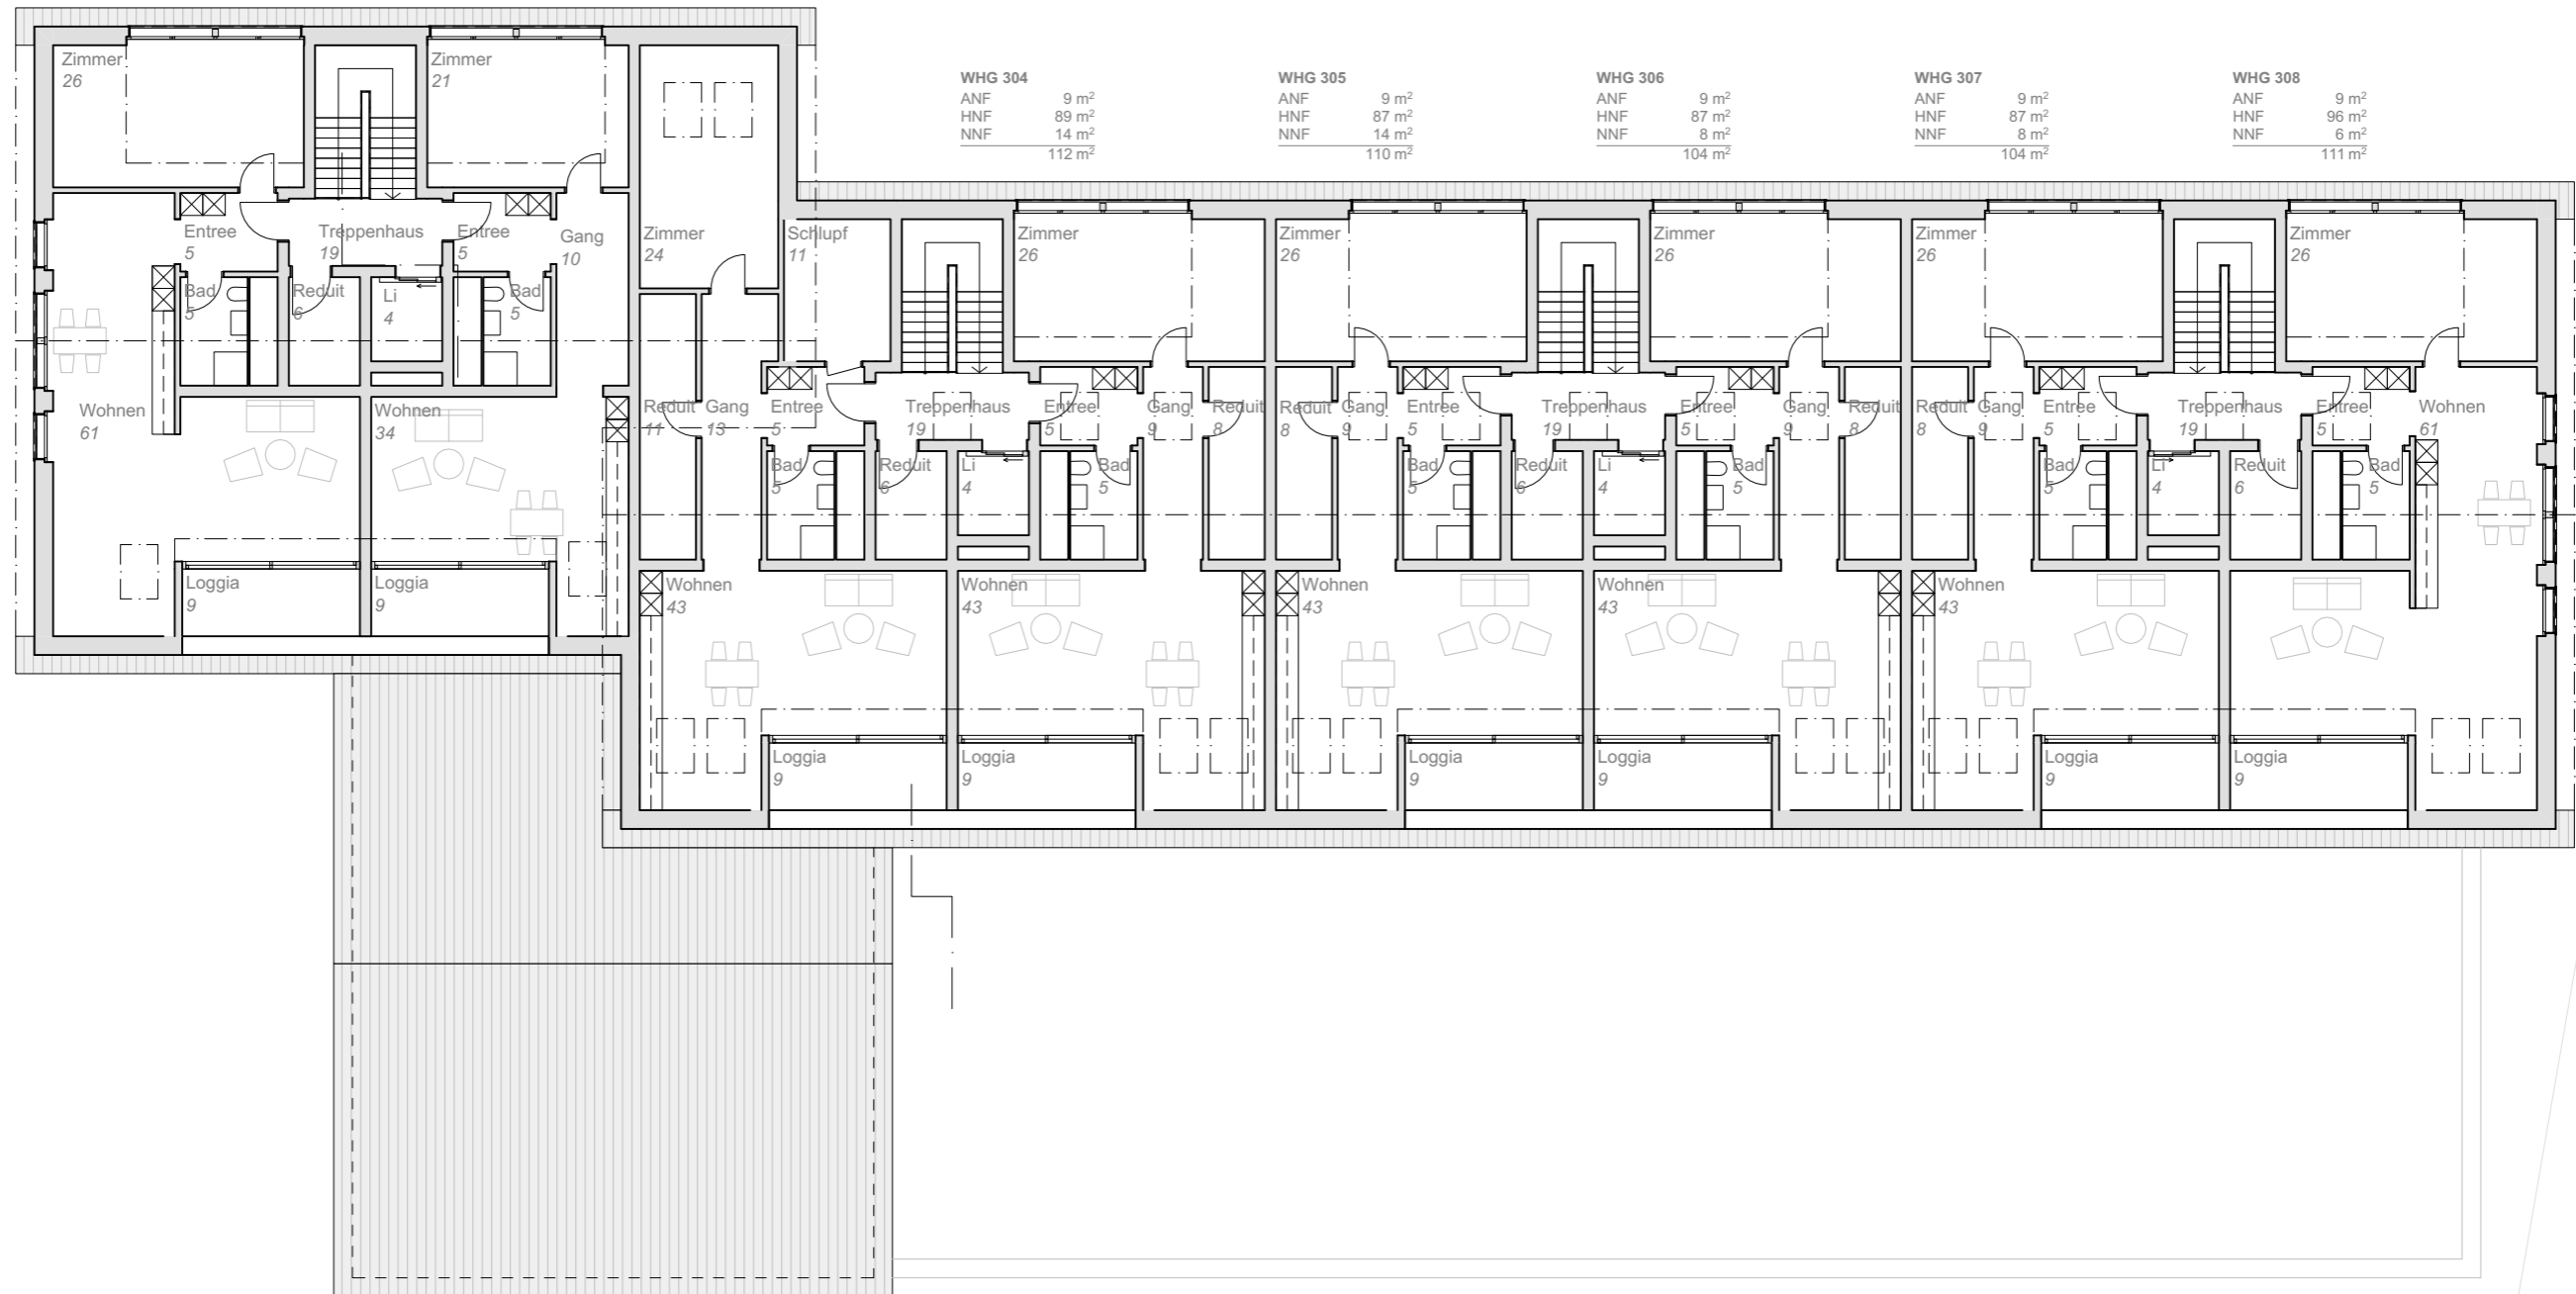 WHG 304
ANF 9 m²
HNF 89 m²
NNF 14 m²
112 m²
WHG 305
ANF 9 m²
HNF 87 m²
NNF 14 m²
110 m²
WHG 306
ANF 9 m²
HNF 87 m²
NNF 8 m²
104 m²
WHG 307
ANF 9 m²
HNF 87 m²
NNF 8 m²
104 m²
WHG 308
ANF 9 m²
HNF 96 m²
NNF 6 m²
111 m²
Zimmer
26
Zimmer
21
Entree
5
Treppenhaus
19
Entree
5
Gang
10
Bad
5
Reduit
6
Li
4
Bad
5
Wohnen
61
Wohnen
34
Loggia
9
Loggia
9
Zimmer
24
Schlupf
11
Zimmer
26
Reduit
11
Gang
13
Entree
5
Treppenhaus
19
Entree
5
Gang
9
Reduit
8
Bad
5
Reduit
6
Li
4
Bad
5
Wohnen
43
Wohnen
43
Loggia
9
Loggia
9
Zimmer
26
Zimmer
26
Reduit
8
Gang
9
Entree
5
Treppenhaus
19
Entree
5
Gang
9
Reduit
8
Bad
5
Reduit
6
Li
4
Bad
5
Wohnen
43
Wohnen
43
Loggia
9
Loggia
9
Zimmer
26
Zimmer
26
Reduit
8
Gang
9
Entree
5
Treppenhaus
19
Entree
5
Wohnen
61
Bad
5
Li
4
Reduit
6
Bad
5
Wohnen
43
Loggia
9
Loggia
9